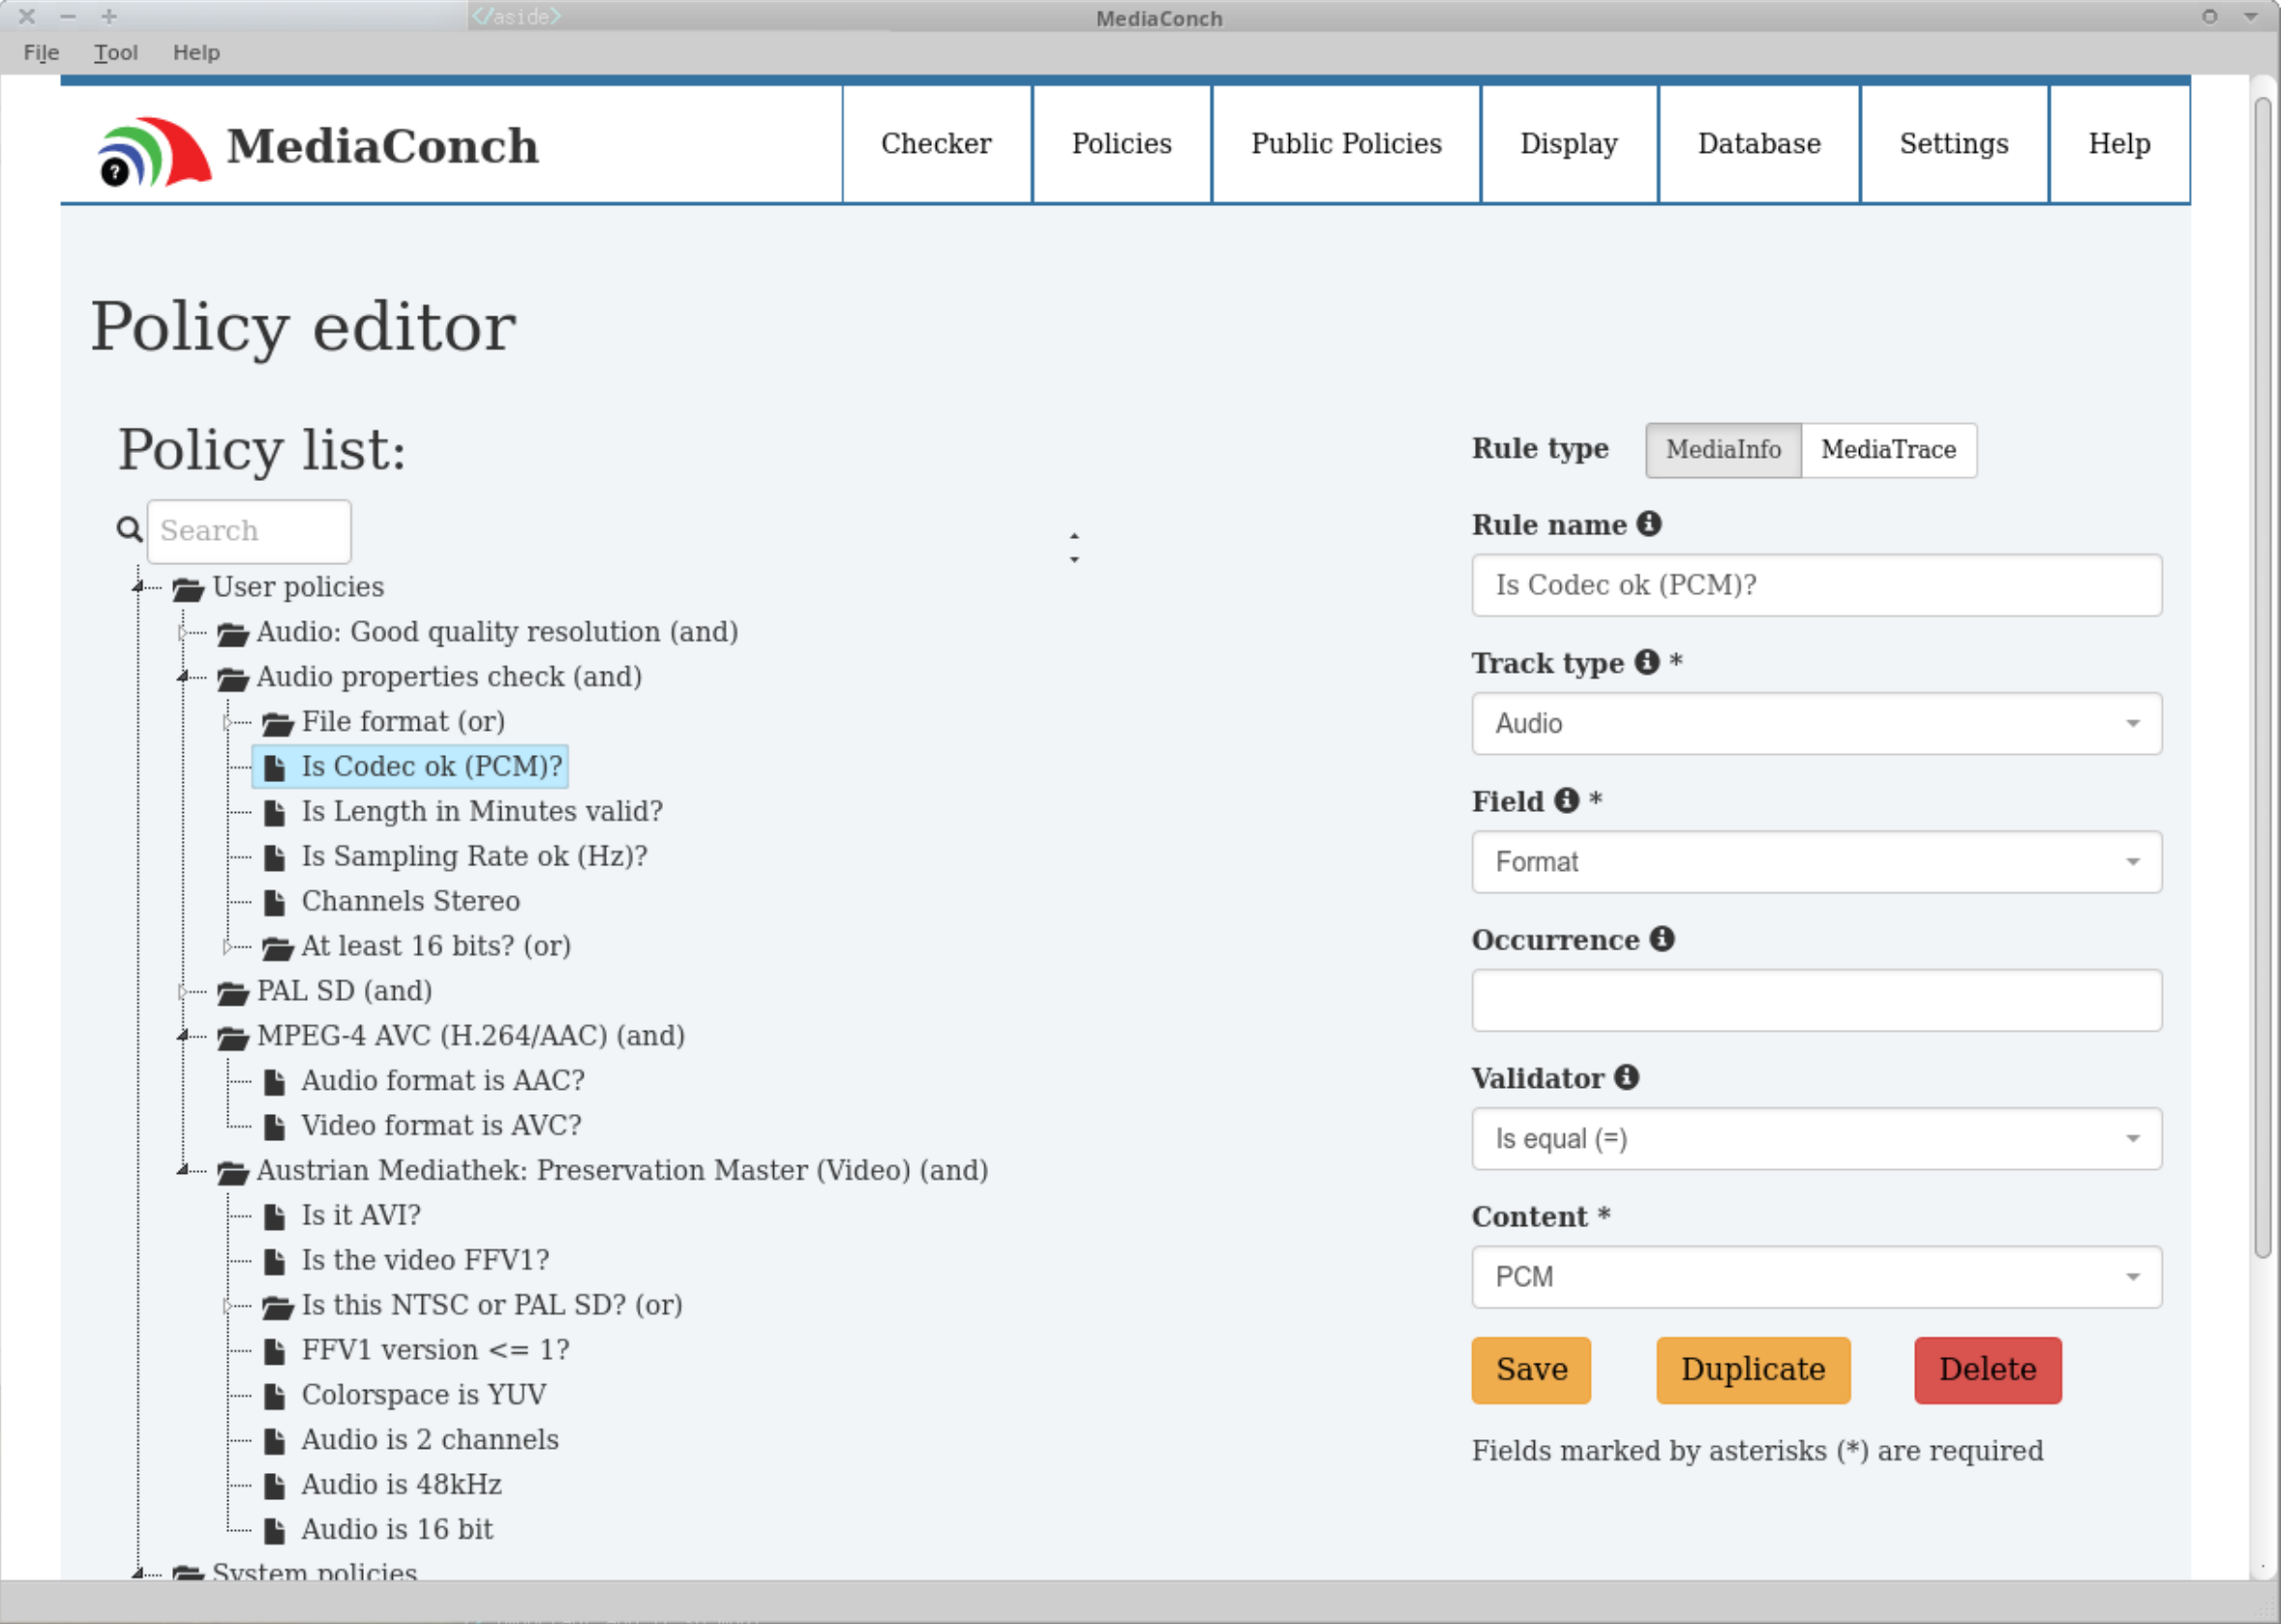 </aside>
MediaConch
File Tool Help
? MediaConch Checker Policies Public Policies Display Database Settings Help
Policy editor
Policy list:
Search
User policies
Audio: Good quality resolution (and)
Audio properties check (and)
File format (or)
Is Codec ok (PCM)?
Is Length in Minutes valid?
Is Sampling Rate ok (Hz)?
Channels Stereo
At least 16 bits? (or)
PAL SD (and)
MPEG-4 AVC (H.264/AAC) (and)
Audio format is AAC?
Video format is AVC?
Austrian Mediathek: Preservation Master (Video) (and)
Is it AVI?
Is the video FFV1?
Is this NTSC or PAL SD? (or)
FFV1 version <= 1?
Colorspace is YUV
Audio is 2 channels
Audio is 48kHz
Audio is 16 bit
System policies
Rule type MediaInfo MediaTrace
Rule name
Is Codec ok (PCM)?
Track type *
Audio
Field *
Format
Occurrence
Validator
Is equal (=)
Content *
PCM
Save Duplicate Delete
Fields marked by asterisks (*) are required